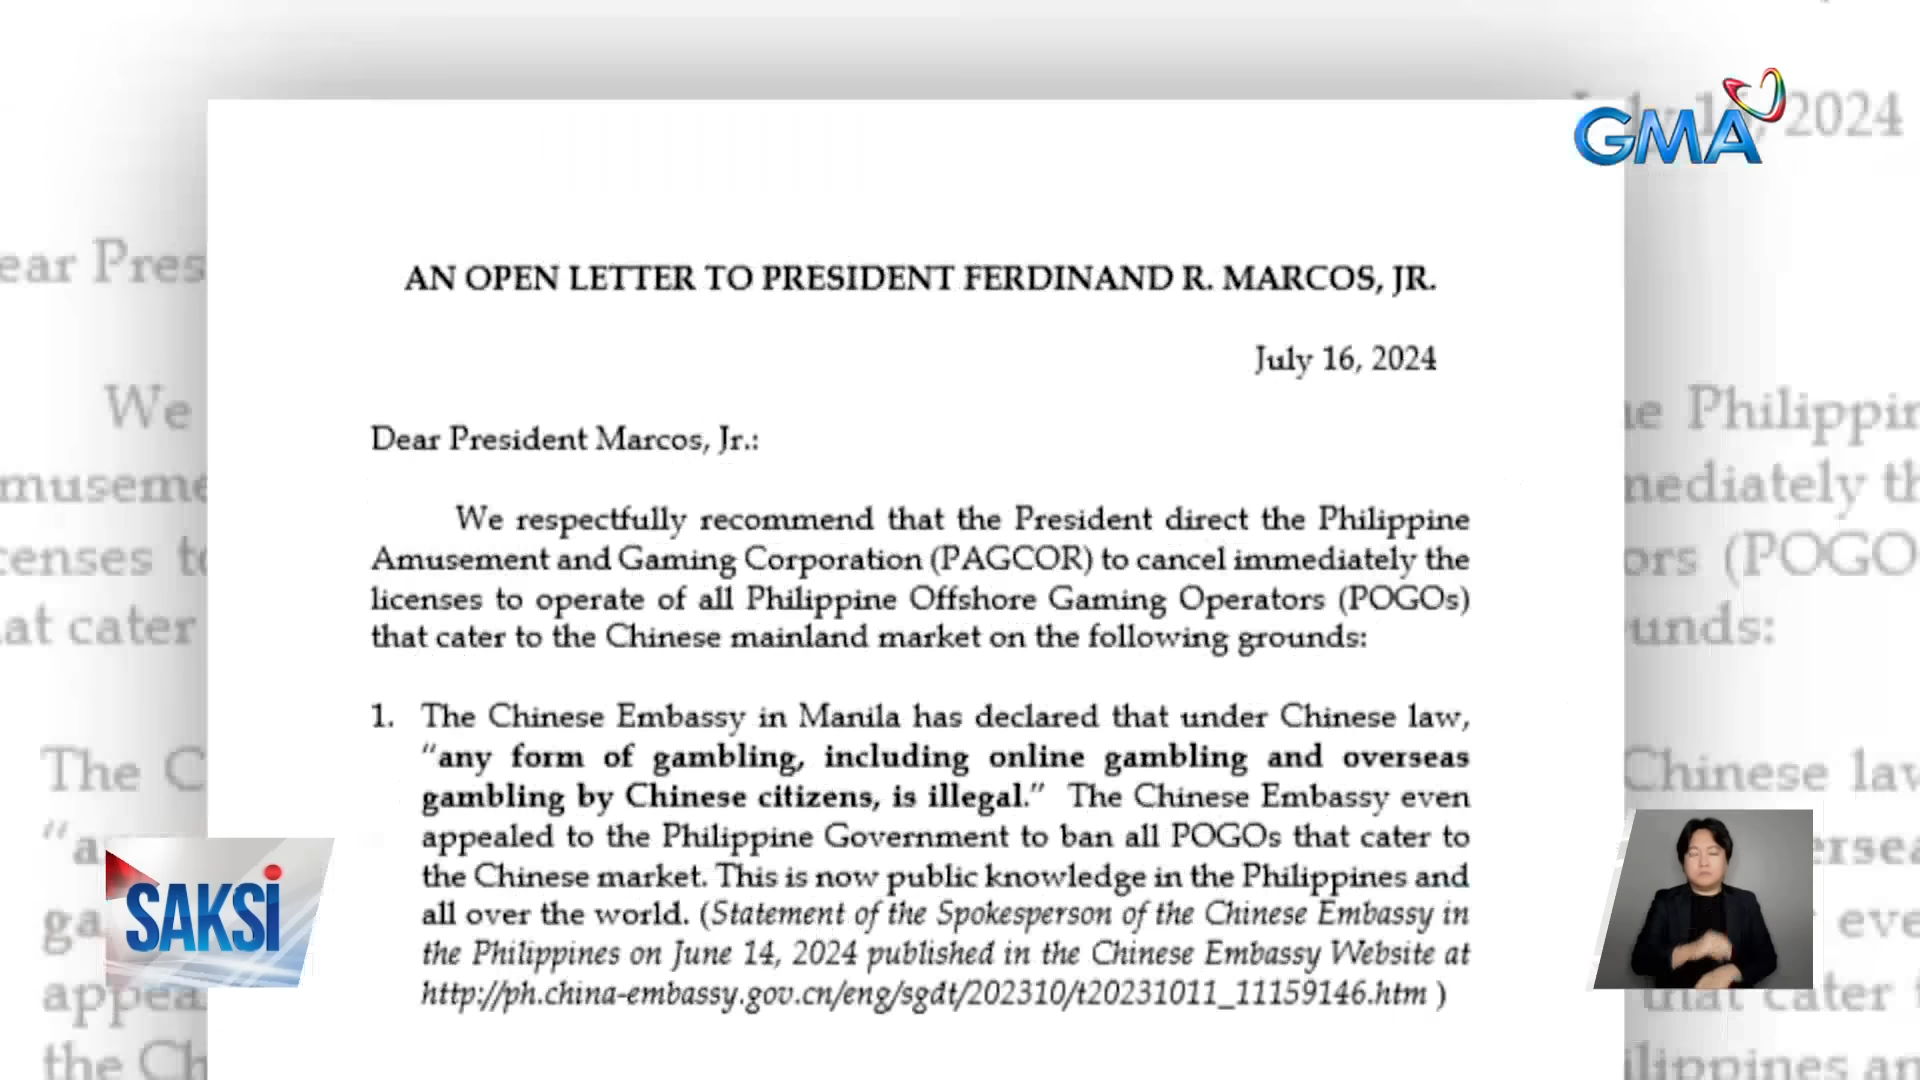 GMA
AN OPEN LETTER TO PRESIDENT FERDINAND R. MARCOS, JR.
July 16, 2024
Dear President Marcos, Jr.:
We respectfully recommend that the President direct the Philippine
Amusement and Gaming Corporation (PAGCOR) to cancel immediately the
licenses to operate of all Philippine Offshore Gaming Operators (POGOs)
that cater to the Chinese mainland market on the following grounds:
1. The Chinese Embassy in Manila has declared that under Chinese law,
“any form of gambling, including online gambling and overseas
gambling by Chinese citizens, is illegal.” The Chinese Embassy even
appealed to the Philippine Government to ban all POGOs that cater to
the Chinese market. This is now public knowledge in the Philippines and
all over the world. (Statement of the Spokesperson of the Chinese Embassy in
the Philippines on June 14, 2024 published in the Chinese Embassy Website at
http://ph.china-embassy.gov.cn/eng/sgdt/202310/t20231011_11159146.htm )
SAKSI